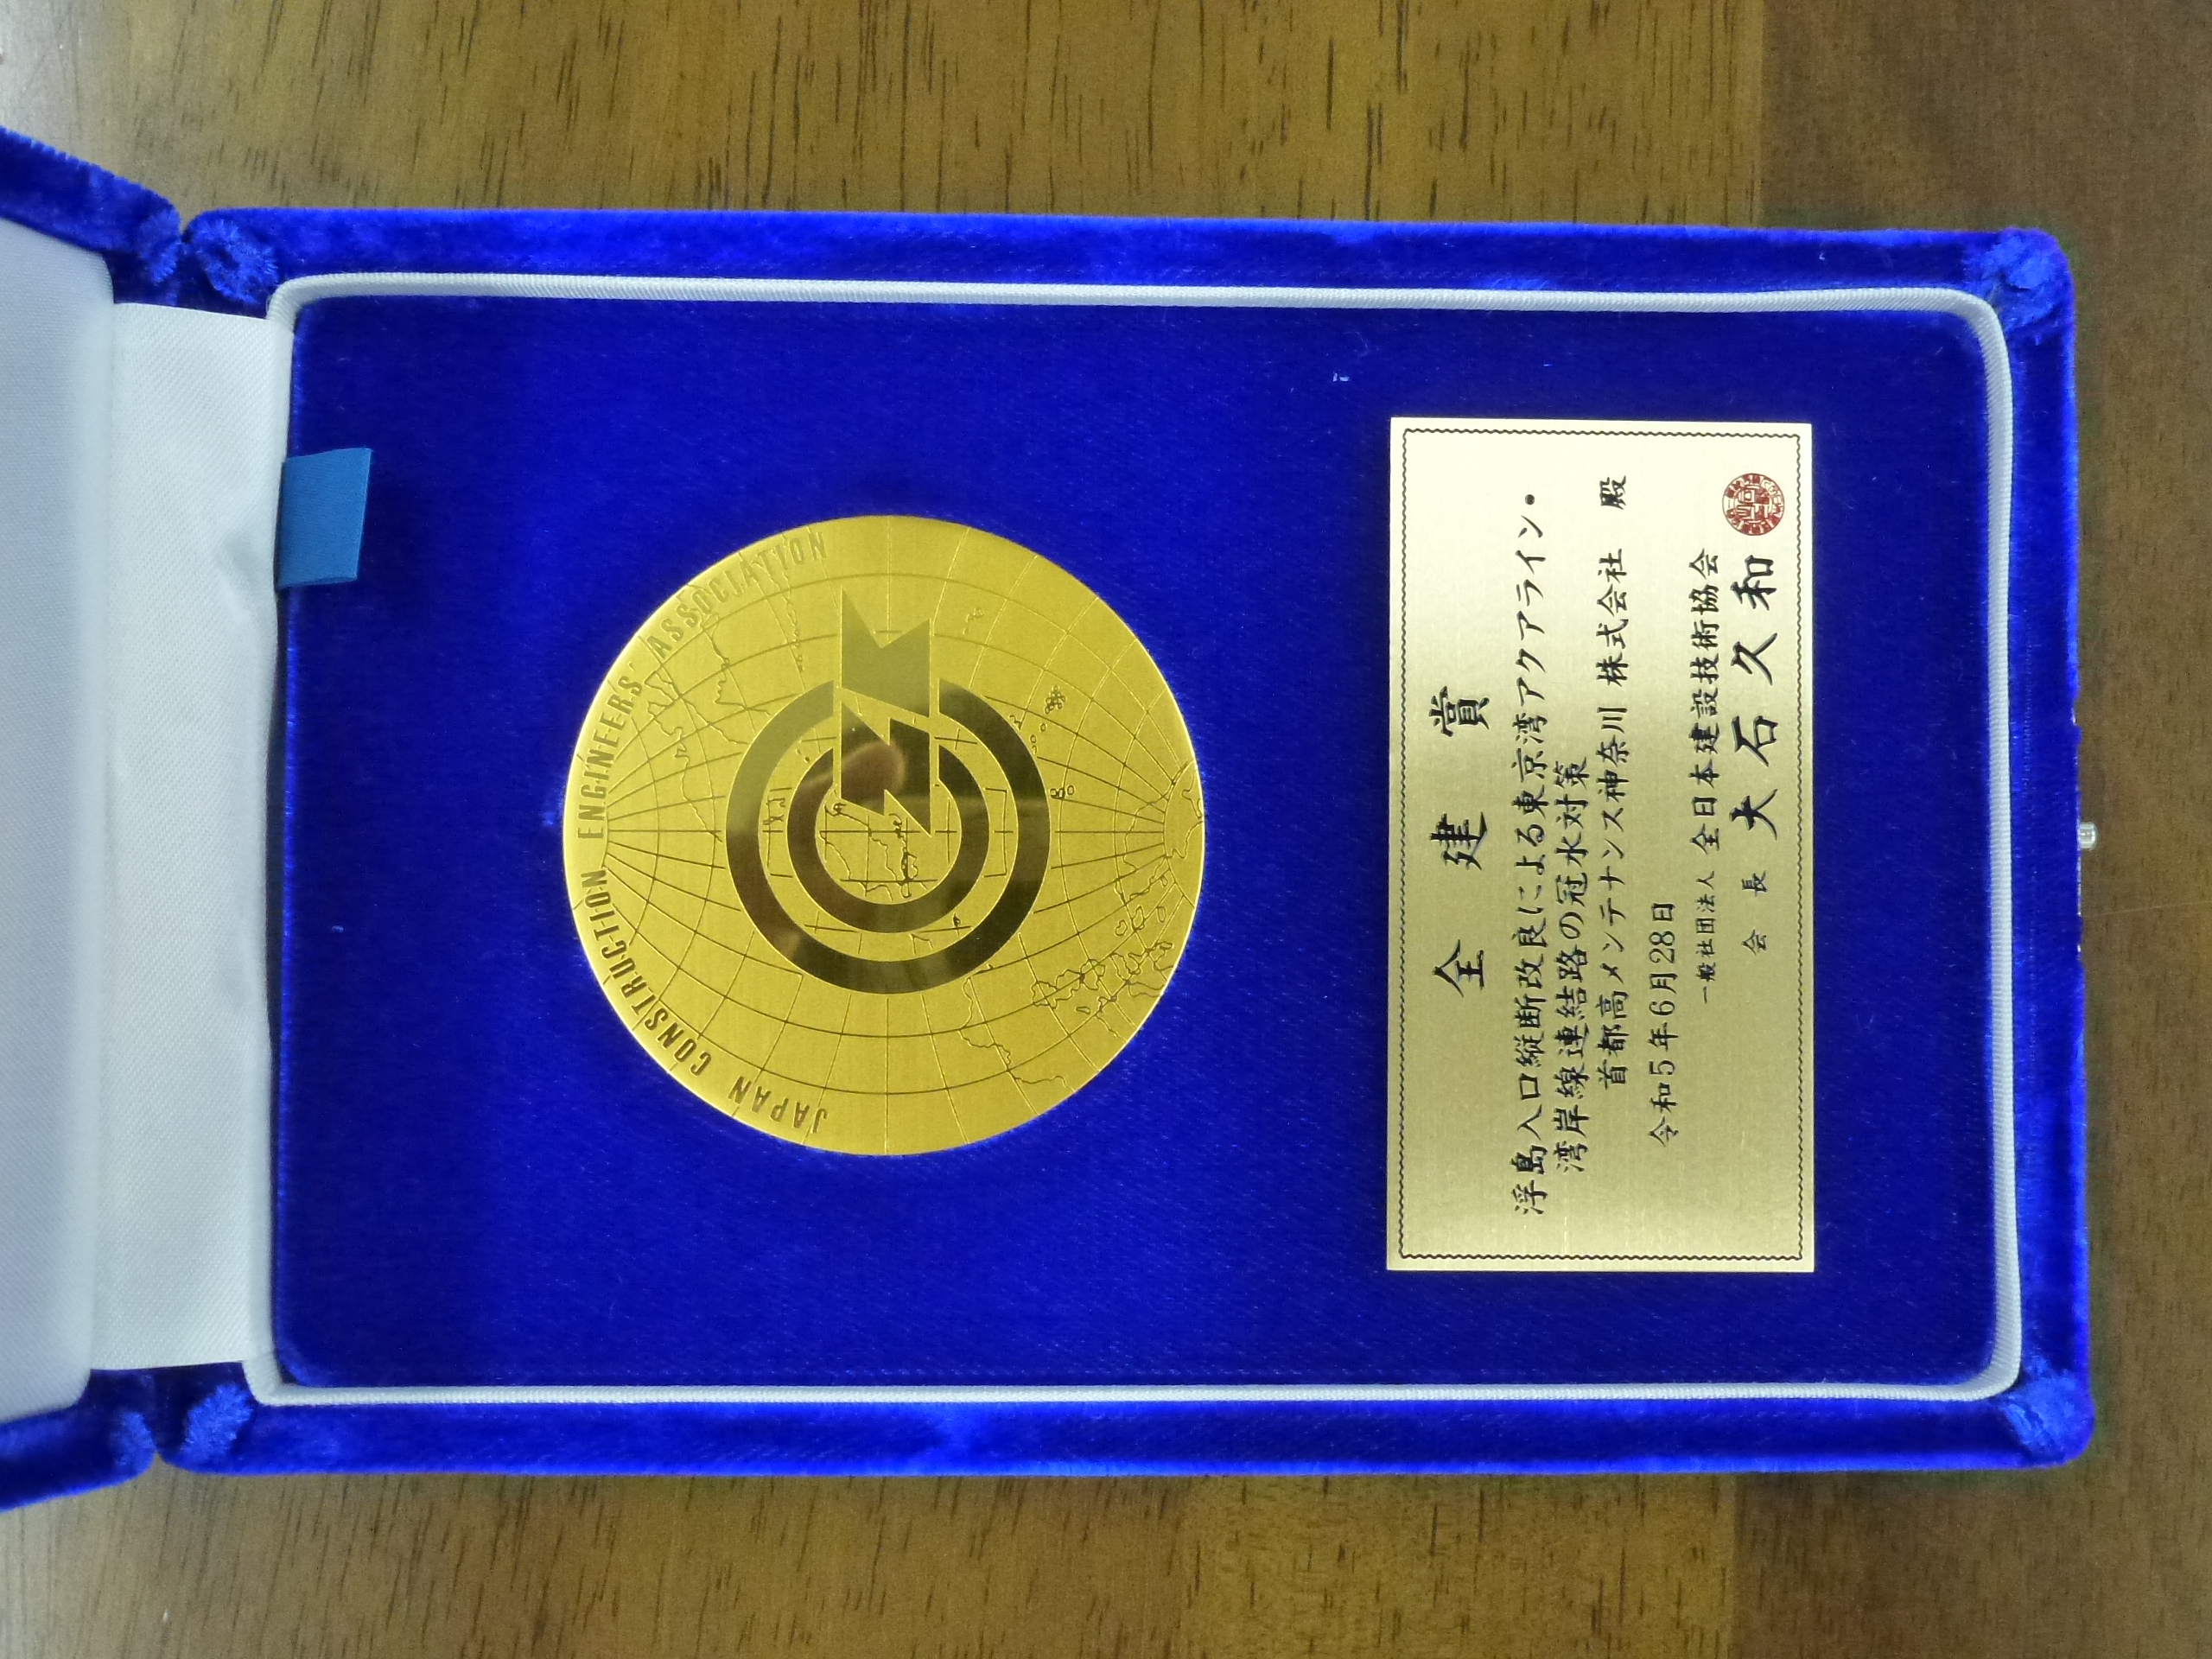 JAPAN CONSTRUCTION ENGINEERS' ASSOCIATION
全建賞
浮島入口縦断改良による東京湾アクアライン・
湾岸線連結路の冠水対策
首都高メンテナンス神奈川株式会社 殿
令和5年6月28日
一般社団法人 全日本建設技術協会
会長 大石久和